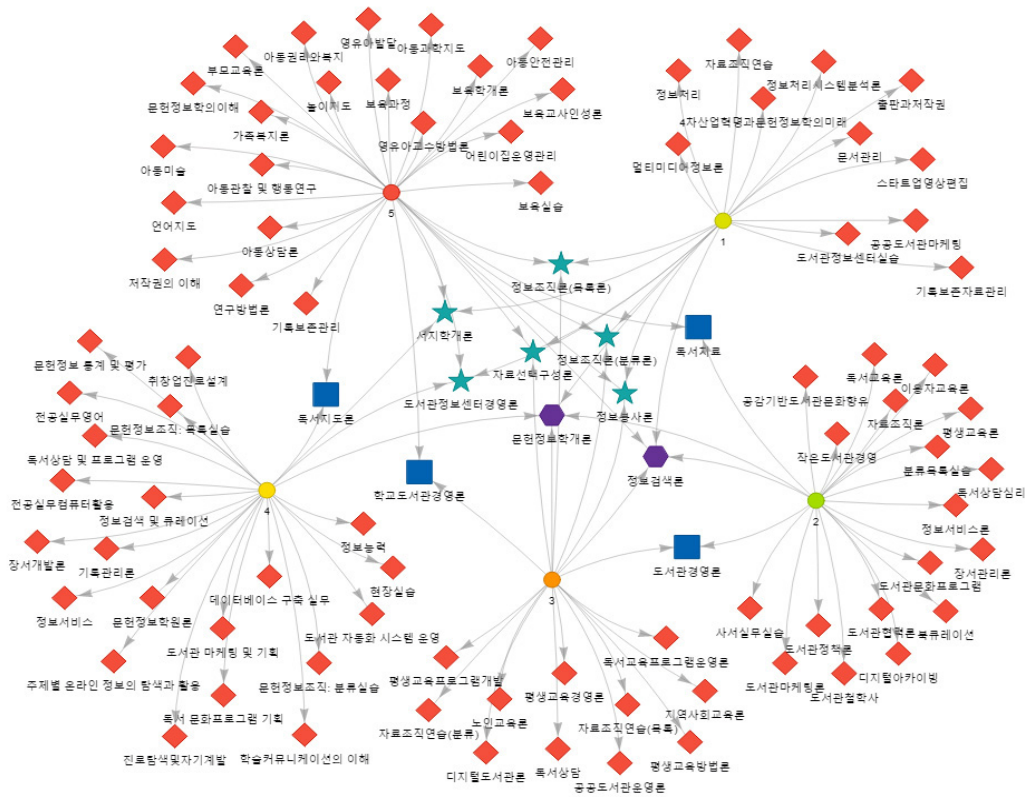 영유아발달
아동권리와복지
아동과학지도
부모교육론
아동안전관리
자료조직연습
보육학개론
정보처리
정보처리시스템분석론
문헌정보학의이해
놀이지도
보육과정
출판과저작권
보육교사인성론
4차산업혁명과문헌정보학의미래
가족복지론
영유아교수방법론
어린이집운영관리
문서관리
멀티미디어정보론
아동미술
아동관찰 및 행동연구
스타트업영상편집
5
보육실습
언어지도
1
아동상담론
공공도서관마케팅
도서관정보센터실습
저작권의 이해
정보조직론(목록론)
기록보존자료관리
연구방법론
기록보존관리
서지학개론
독서자료
정보조직론(분류론)
문헌정보 통계 및 평가
자료선택구성론
취창업진로설계
독서교육론
이용자교육론
도서관정보센터경영론
공감기반도서관문화향유
독서지도론
정보봉사론
전공실무영어
자료조직론
문헌정보조직: 목록실습
평생교육론
문헌정보학개론
독서상담 및 프로그램 운영
작은도서관경영
분류목록실습
정보검색론
학교도서관경영론
독서상담심리
전공실무컴퓨터활용
4
정보검색 및 큐레이션
2
정보서비스론
정보능력
장서개발론
기록관리론
도서관경영론
장서관리론
3
도서관문화프로그램
현장실습
데이터베이스 구축 실무
정보서비스
문헌정보학원론
사서실무실습
도서관협력론
북큐레이션
도서관 자동화 시스템 운영
도서관 마케팅 및 기획
도서관정책론
독서교육프로그램운영론
평생교육프로그램개발
디지털아카이빙
주제별 온라인 정보의 탐색과 활용
문헌정보조직: 분류실습
도서관마케팅론
평생교육경영론
도서관철학사
독서 문화프로그램 기획
지역사회교육론
노인교육론
자료조직연습(분류)
자료조직연습(목록)
진로탐색및자기계발
학술커뮤니케이션의 이해
평생교육방법론
디지털도서관론
독서상담
공공도서관운영론